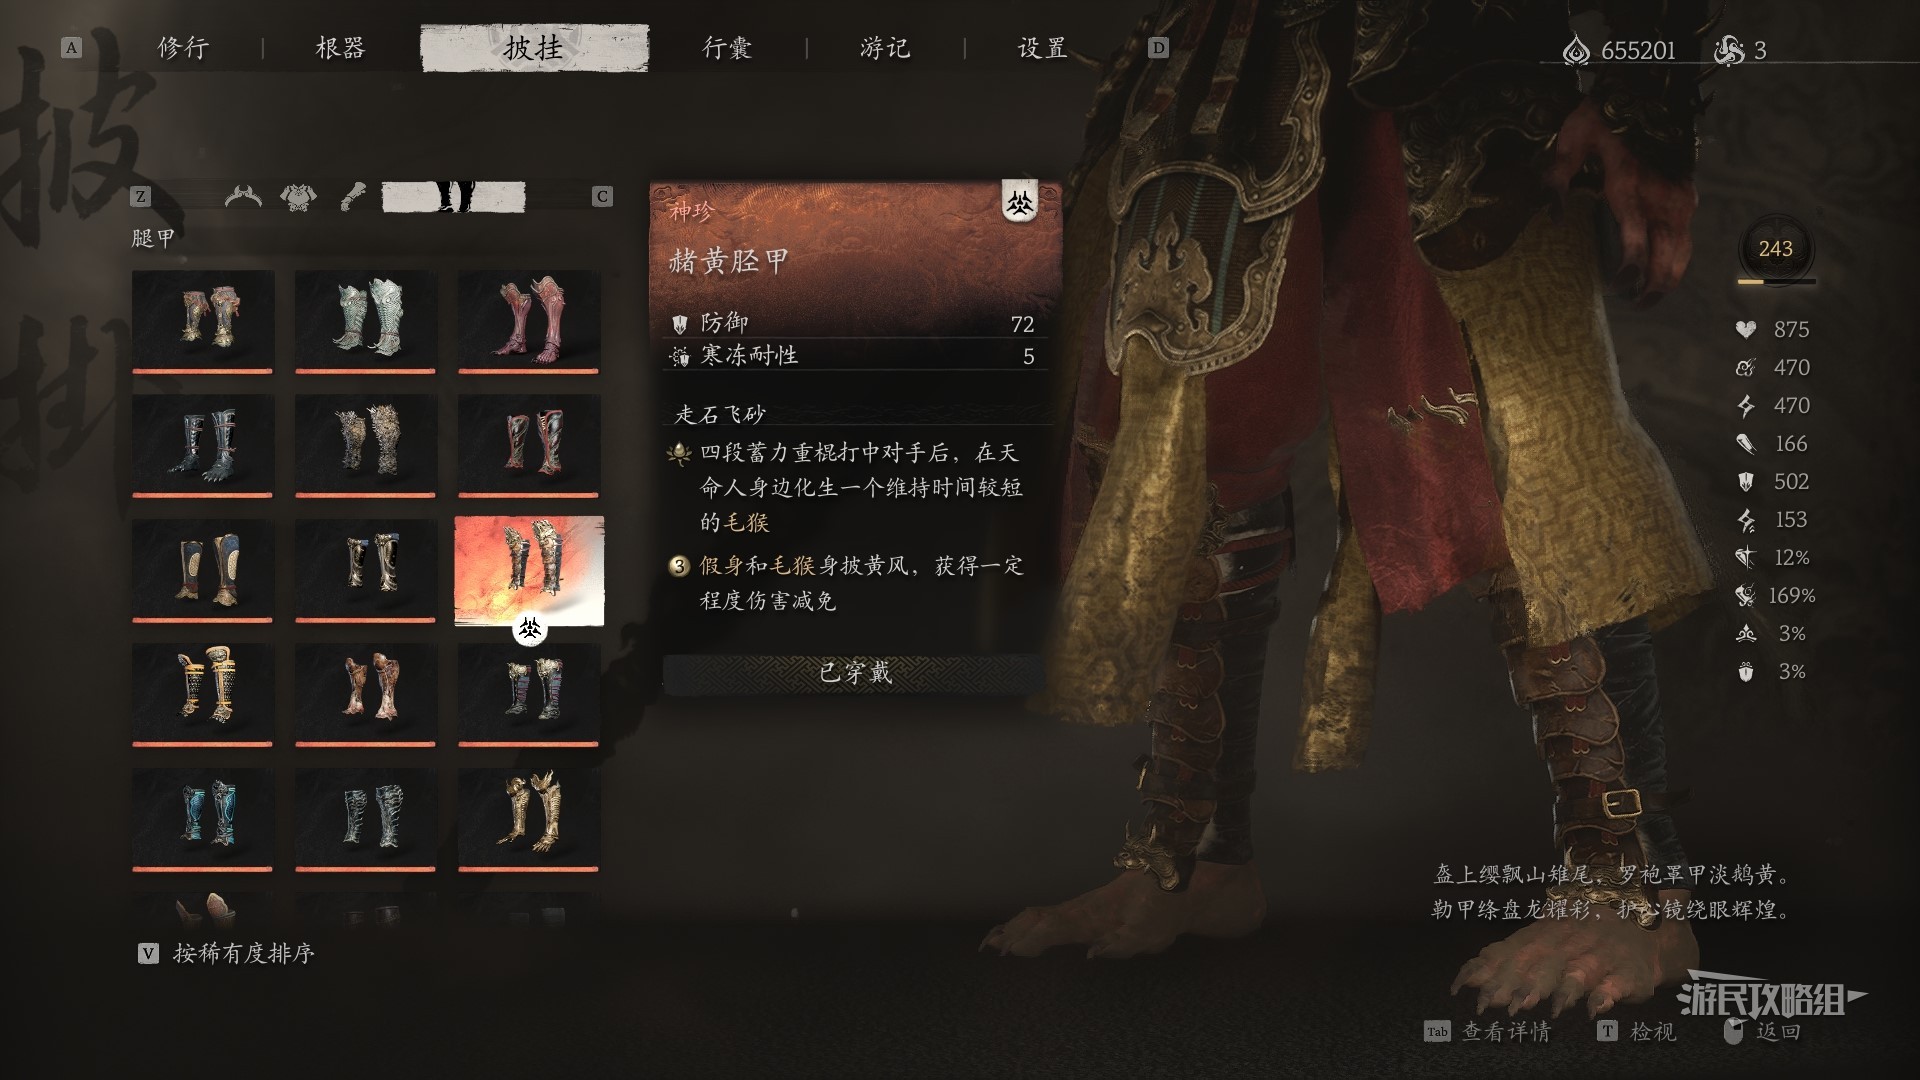 A 修行 根器 披挂 行囊 游记 设置 D 655201 3
披挂
Z C
腿甲
神珍
赭黄胫甲
防御 72
寒冻耐性 5
走石飞砂
四段蓄力重棍打中对手后，在天
命人身边化生一个维持时间较短
的毛猴
3 假身和毛猴身披黄风，获得一定
程度伤害减免
已穿戴
243
875
470
470
166
502
153
12%
169%
3%
3%
盔上缨飘山雉尾，罗袍罩甲淡鹅黄。
勒甲绦盘龙耀彩，护心镜绕眼辉煌。
V 按稀有度排序
游民攻略组
Tab 查看详情 T 检视 返回